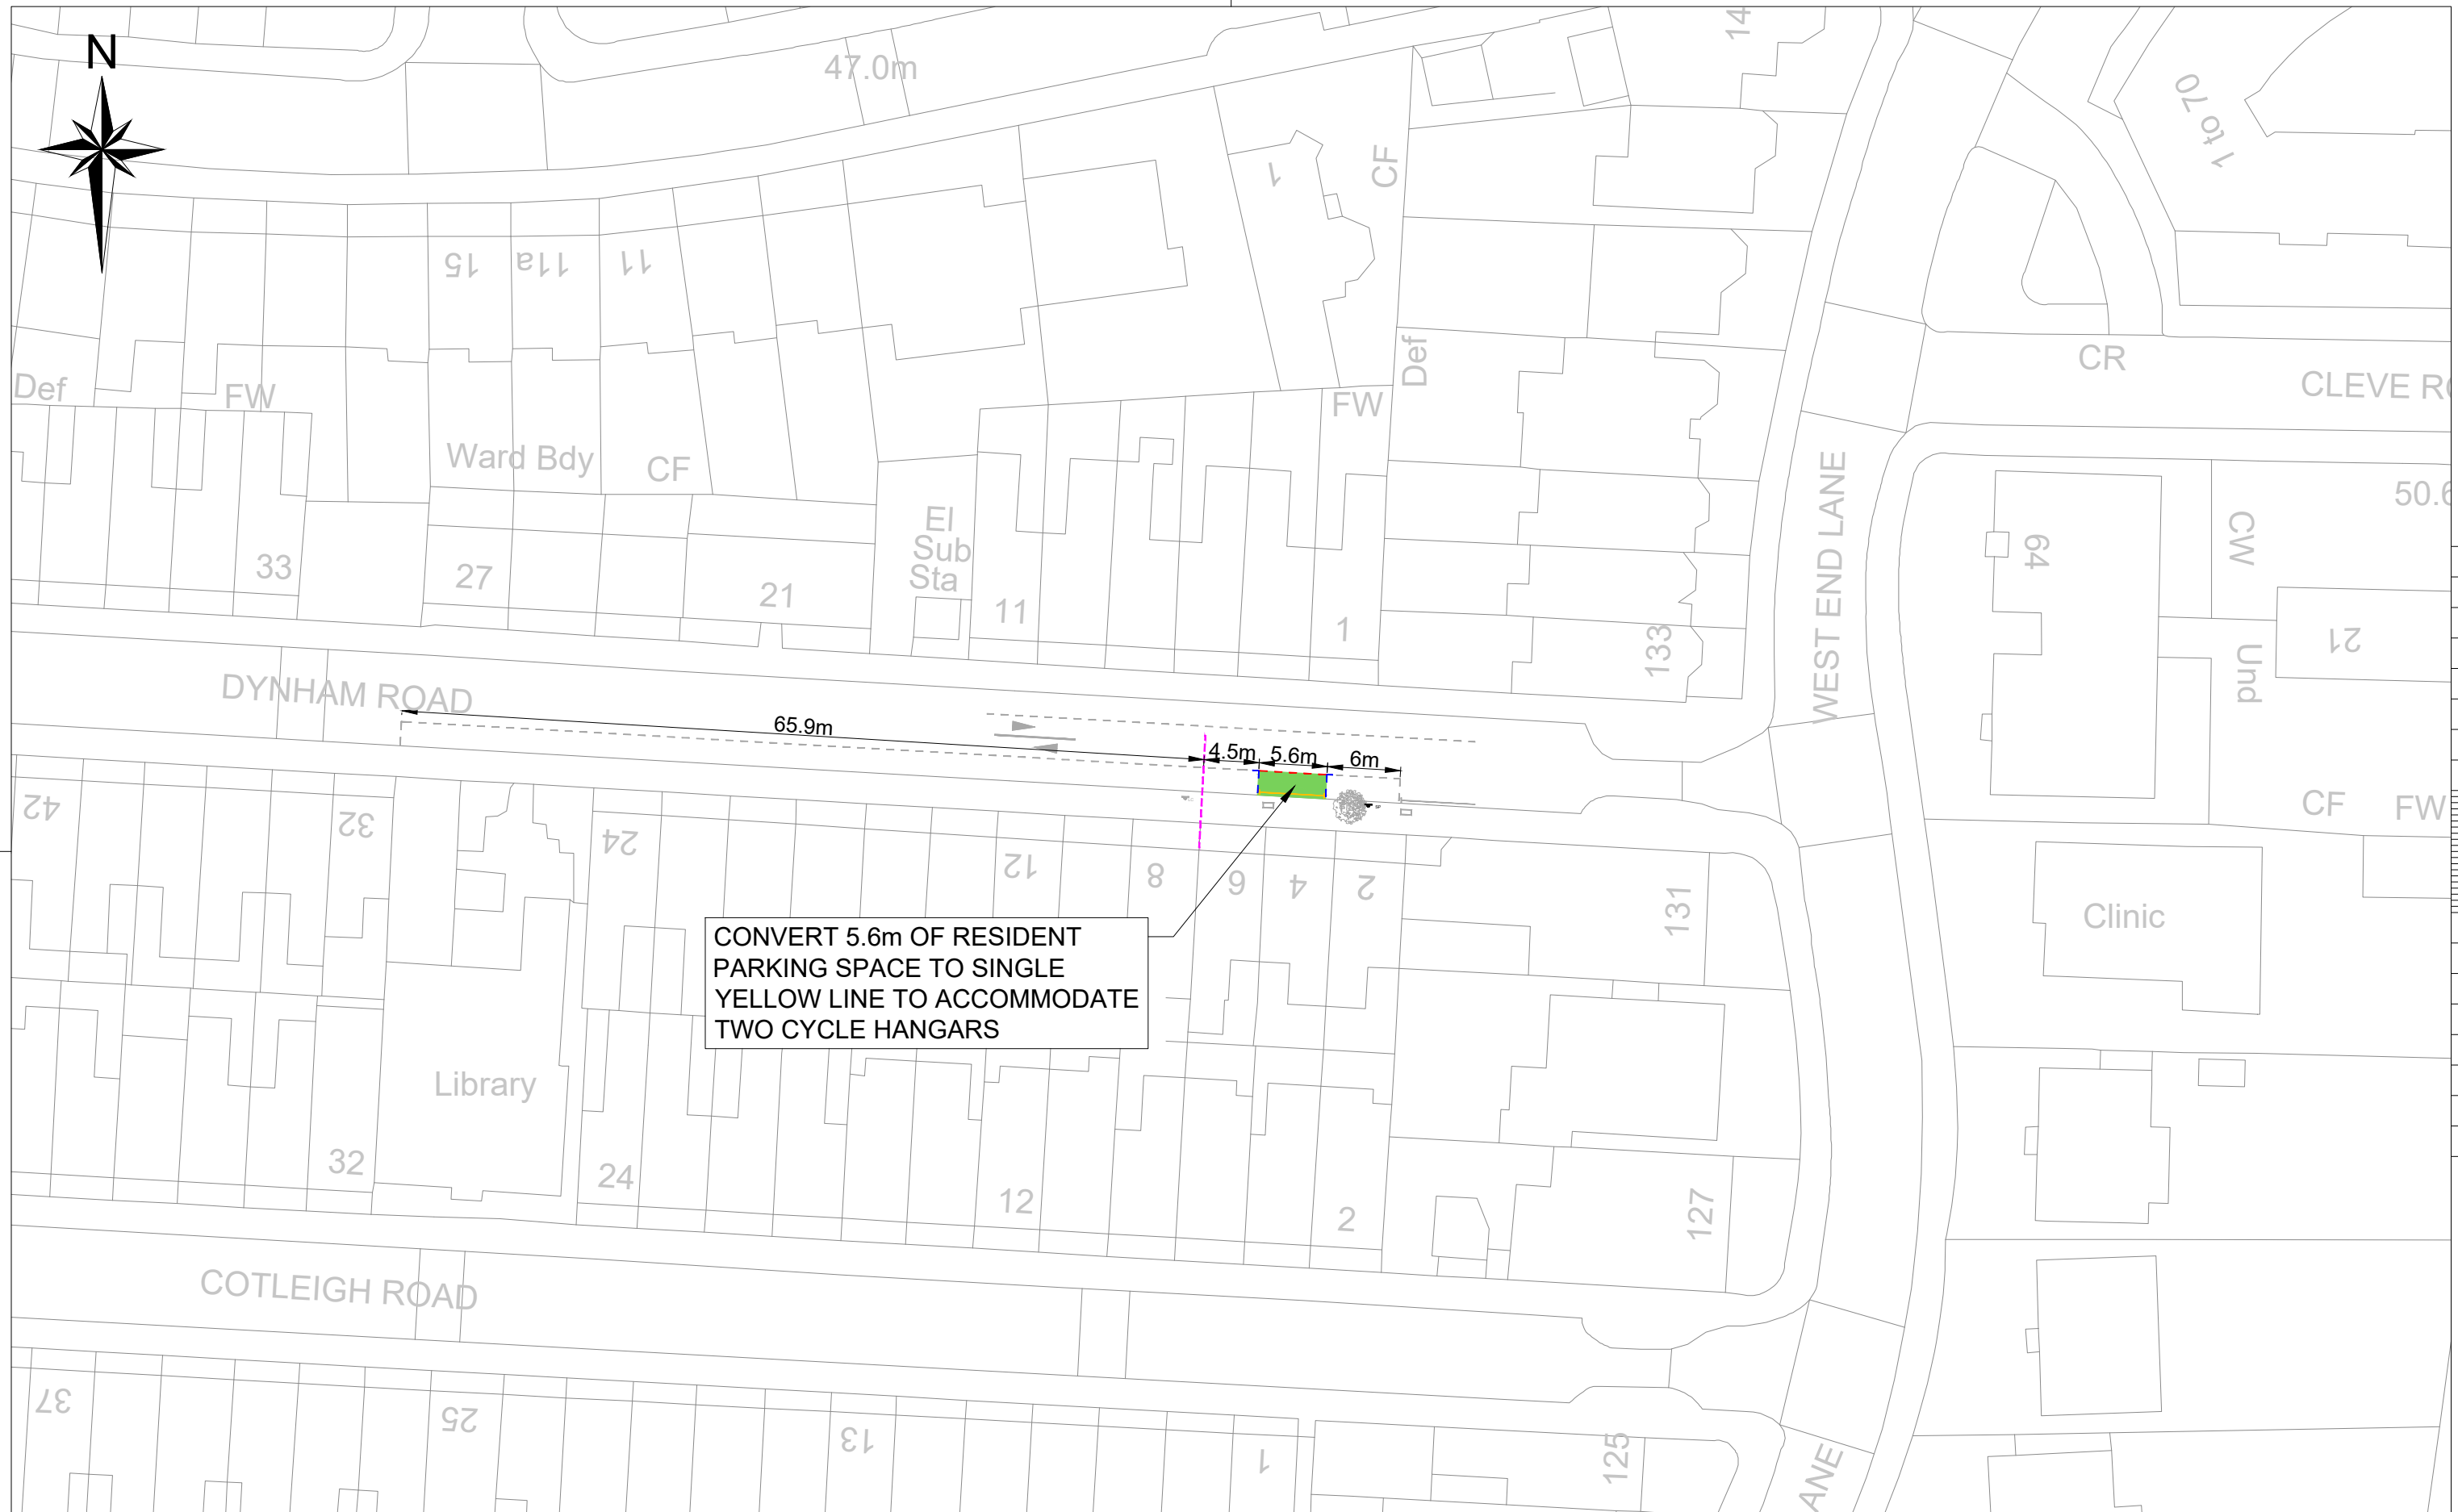 N
47.0m
14
1 to 70
1
CF
15
11a
11
Def
FW
Ward Bdy
CF
FW
Def
CR
CLEVE RO
WEST END LANE
50.6
64
CW
33
27
21
El
Sub
Sta
11
1
133
21
Und
DYNHAM ROAD
65.9m
4.5m
5.6m
6m
42
32
24
12
8
6
4
2
131
CF
FW
Clinic
CONVERT 5.6m OF RESIDENT
PARKING SPACE TO SINGLE
YELLOW LINE TO ACCOMMODATE
TWO CYCLE HANGARS
Library
32
24
12
2
127
COTLEIGH ROAD
37
25
13
1
125
ANE